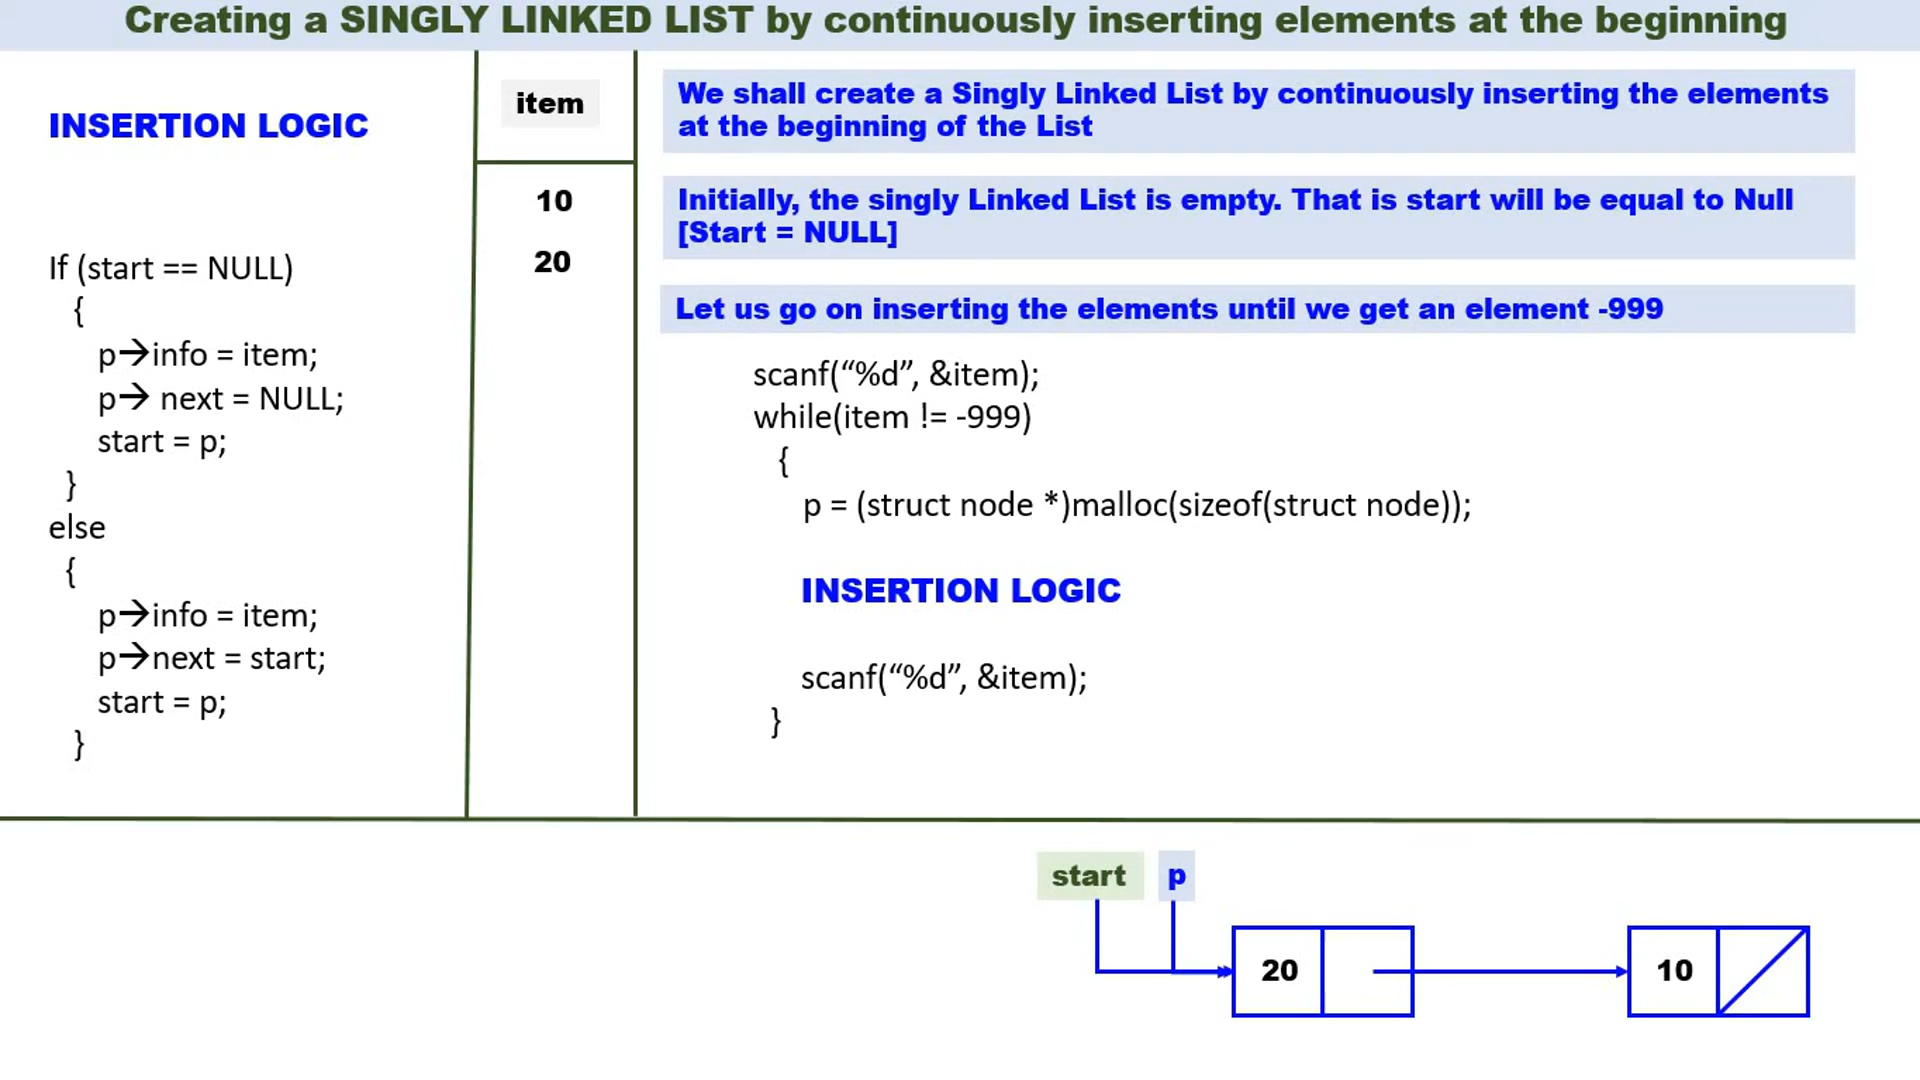 Creating a SINGLY LINKED LIST by continuously inserting elements at the beginning
INSERTION LOGIC
If (start == NULL)
{
p→info = item;
p→ next = NULL;
start = p;
}
else
{
p→info = item;
p→next = start;
start = p;
}
item
10
20
We shall create a Singly Linked List by continuously inserting the elements
at the beginning of the List
Initially, the singly Linked List is empty. That is start will be equal to Null
[Start = NULL]
Let us go on inserting the elements until we get an element -999
scanf(“%d”, &item);
while(item != -999)
{
p = (struct node *)malloc(sizeof(struct node));
INSERTION LOGIC
scanf(“%d”, &item);
}
start p
20 10